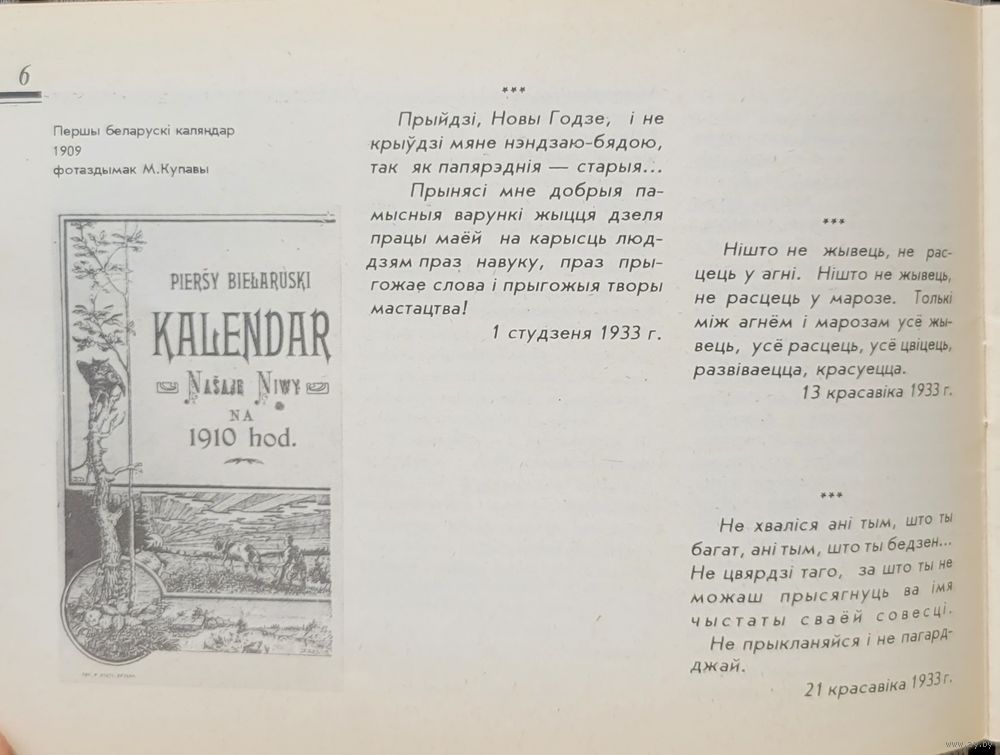 6
Першы беларускі каляндар
1909
фотаздымак М.Купавы
PIERŠY BIEŁARUSKI
KALENDAR
NAŠAJE NIWY
NA
1910 hod.
***
Прыйдзі, Новы Годзе, і не
крыўдзі мяне нэндзаю-бядою,
так як папярэднія — старыя...
Прынясі мне добрыя па-
мысныя варункі жыцця дзеля
працы маёй на карысць люд-
дзям праз навуку, праз пры-
гожае слова і прыгожыя творы
мастацтва!
1 студзеня 1933 г.
***
Нішто не жывець, не рас-
цець у агні. Нішто не жывець,
не расцець у марозе. Толькі
між агнём і марозам усё жы-
вець, усё расцець, усё цвіцець,
развіваецца, красуецца.
13 красавіка 1933 г.
***
Не хваліся ані тым, што ты
багат, ані тым, што ты бедзен...
Не цвярдзі таго, за што ты не
можаш прысягнуць ва імя
чыстаты сваёй совесці.
Не прыкланяйся і не пагард-
джай.
21 красавіка 1933 г.
www.ay.by